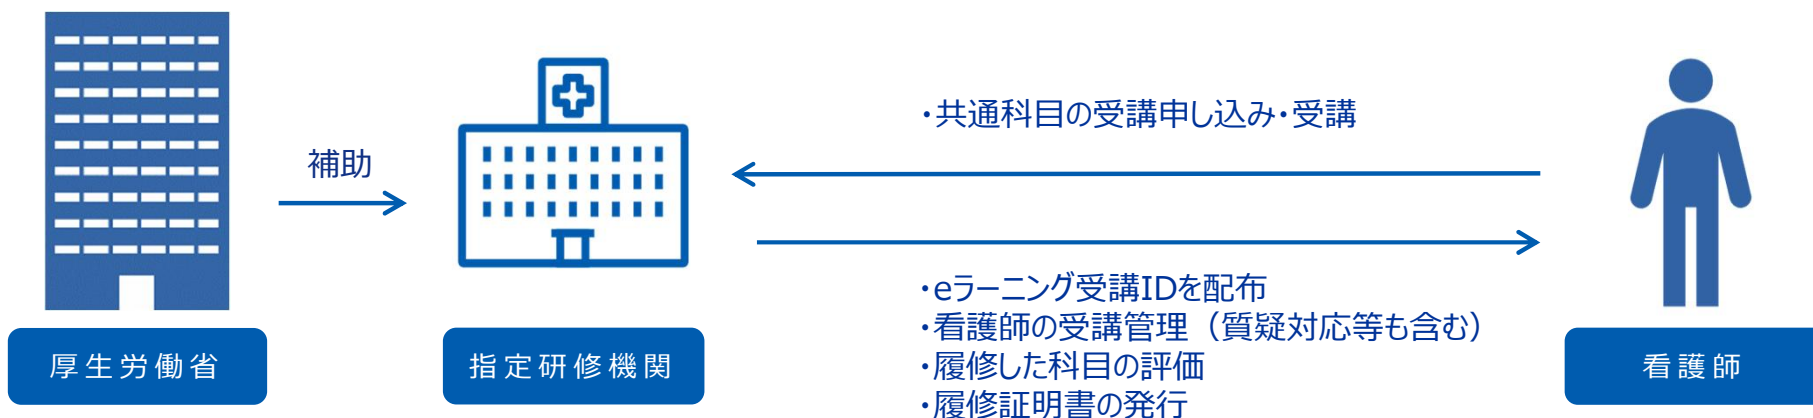 補助
・共通科目の受講申し込み・受講
・eラーニング受講IDを配布
・看護師の受講管理（質疑対応等も含む）
・履修した科目の評価
・履修証明書の発行
厚生労働省
指定研修機関
看護師